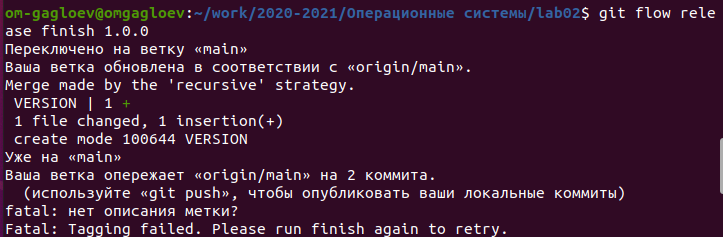 om-gagloev@omgagloev:~/work/2020-2021/Операционные системы/lab02$ git flow rele
ase finish 1.0.0
Переключено на ветку «main»
Ваша ветка обновлена в соответствии с «origin/main».
Merge made by the 'recursive' strategy.
 VERSION | 1 +
 1 file changed, 1 insertion(+)
 create mode 100644 VERSION
Уже на «main»
Ваша ветка опережает «origin/main» на 2 коммита.
  (используйте «git push», чтобы опубликовать ваши локальные коммиты)
fatal: нет описания метки?
Fatal: Tagging failed. Please run finish again to retry.